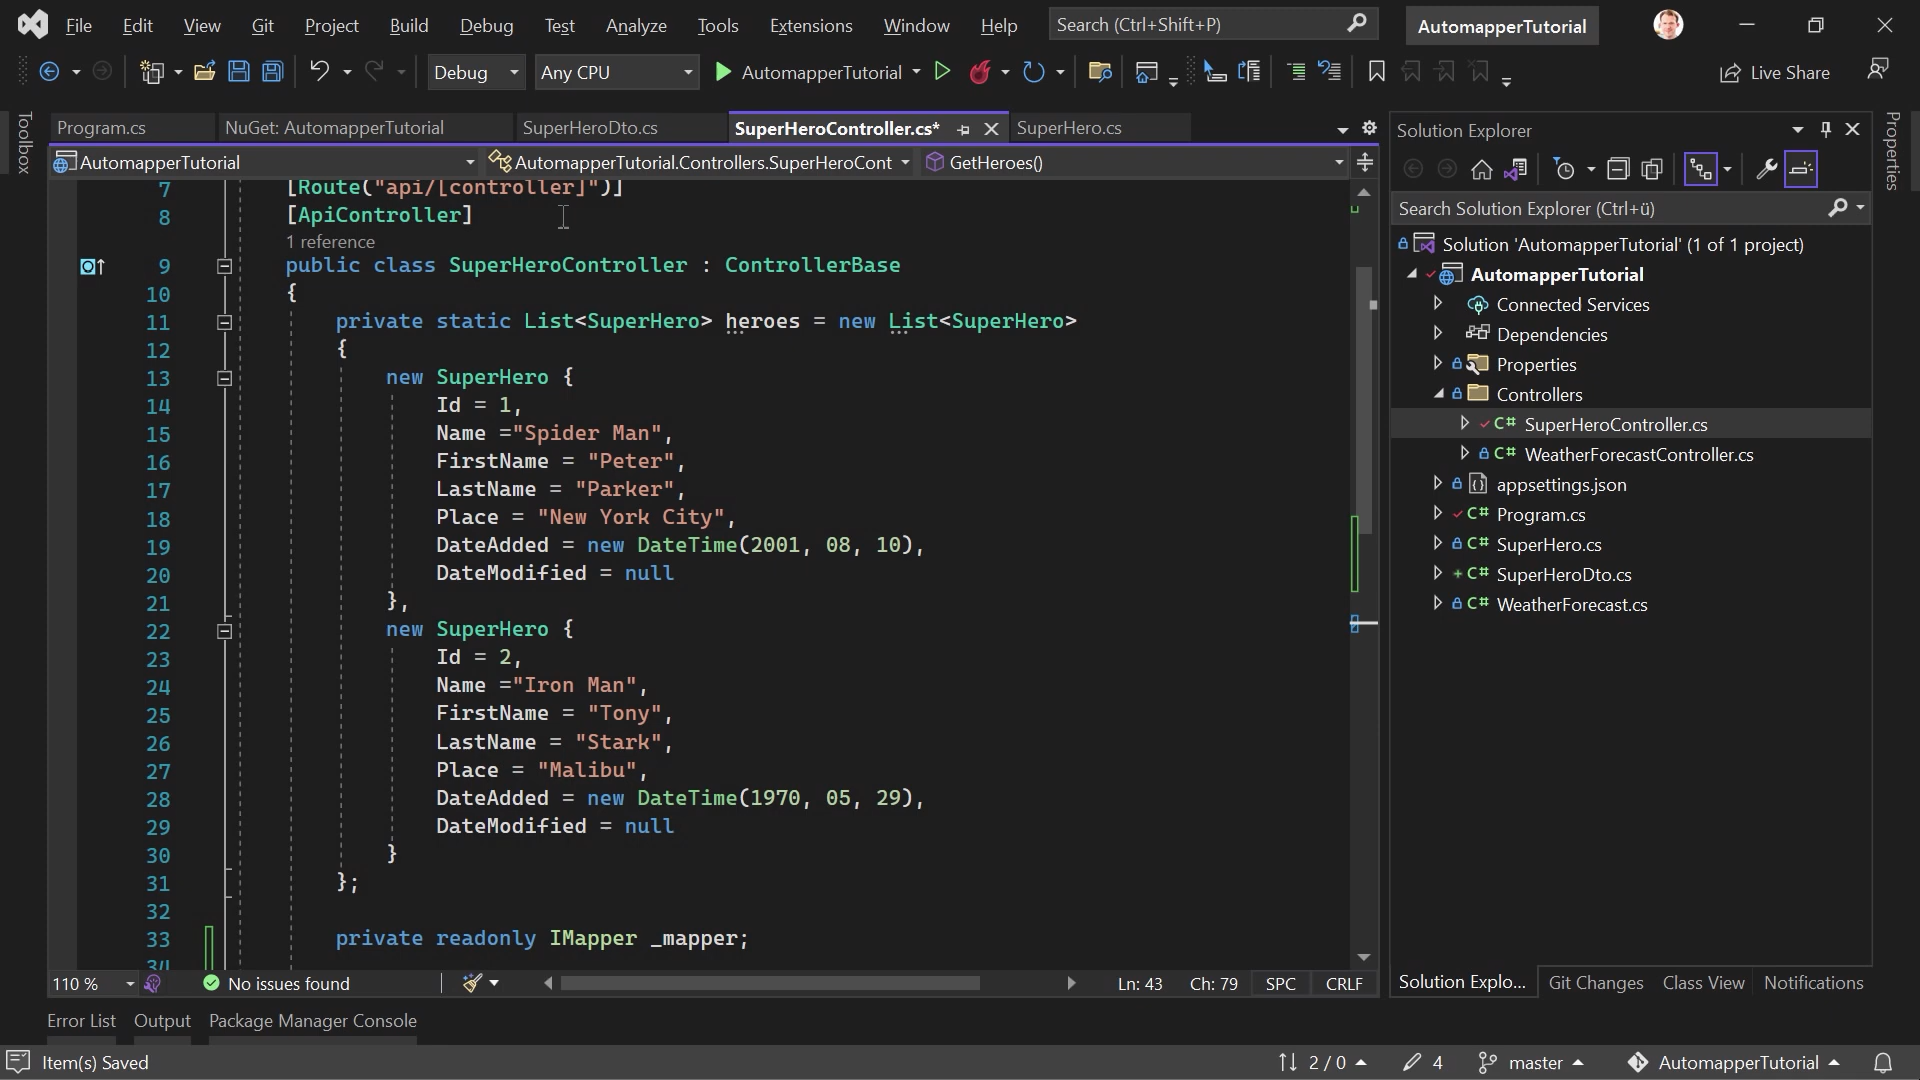 File Edit View Git Project Build Debug Test Analyze Tools Extensions Window Help Search (Ctrl+Shift+P) AutomapperTutorial
Debug Any CPU AutomapperTutorial Live Share
Toolbox
Program.cs NuGet: AutomapperTutorial SuperHeroDto.cs SuperHeroController.cs* SuperHero.cs
AutomapperTutorial AutomapperTutorial.Controllers.SuperHeroCont GetHeroes()
7 [Route("api/[controller]")]
8 [ApiController]
1 reference
9 public class SuperHeroController : ControllerBase
10 {
11 private static List<SuperHero> heroes = new List<SuperHero>
12 {
13 new SuperHero {
14 Id = 1,
15 Name ="Spider Man",
16 FirstName = "Peter",
17 LastName = "Parker",
18 Place = "New York City",
19 DateAdded = new DateTime(2001, 08, 10),
20 DateModified = null
21 },
22 new SuperHero {
23 Id = 2,
24 Name ="Iron Man",
25 FirstName = "Tony",
26 LastName = "Stark",
27 Place = "Malibu",
28 DateAdded = new DateTime(1970, 05, 29),
29 DateModified = null
30 }
31 };
32
33 private readonly IMapper _mapper;
34
110 % No issues found Ln: 43 Ch: 79 SPC CRLF
Error List Output Package Manager Console
Solution Explorer
Search Solution Explorer (Ctrl+ü)
Solution 'AutomapperTutorial' (1 of 1 project)
AutomapperTutorial
Connected Services
Dependencies
Properties
Controllers
C# SuperHeroController.cs
C# WeatherForecastController.cs
appsettings.json
C# Program.cs
C# SuperHero.cs
C# SuperHeroDto.cs
C# WeatherForecast.cs
Solution Explo... Git Changes Class View Notifications
Properties
Item(s) Saved 2 / 0 4 master AutomapperTutorial